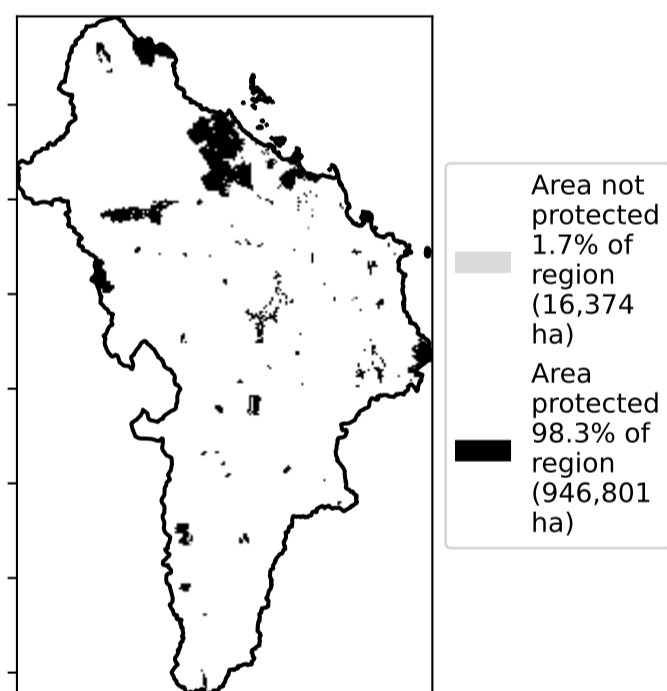 Area not
protected
1.7% of
region
(16,374
ha)
Area
protected
98.3% of
region
(946,801
ha)